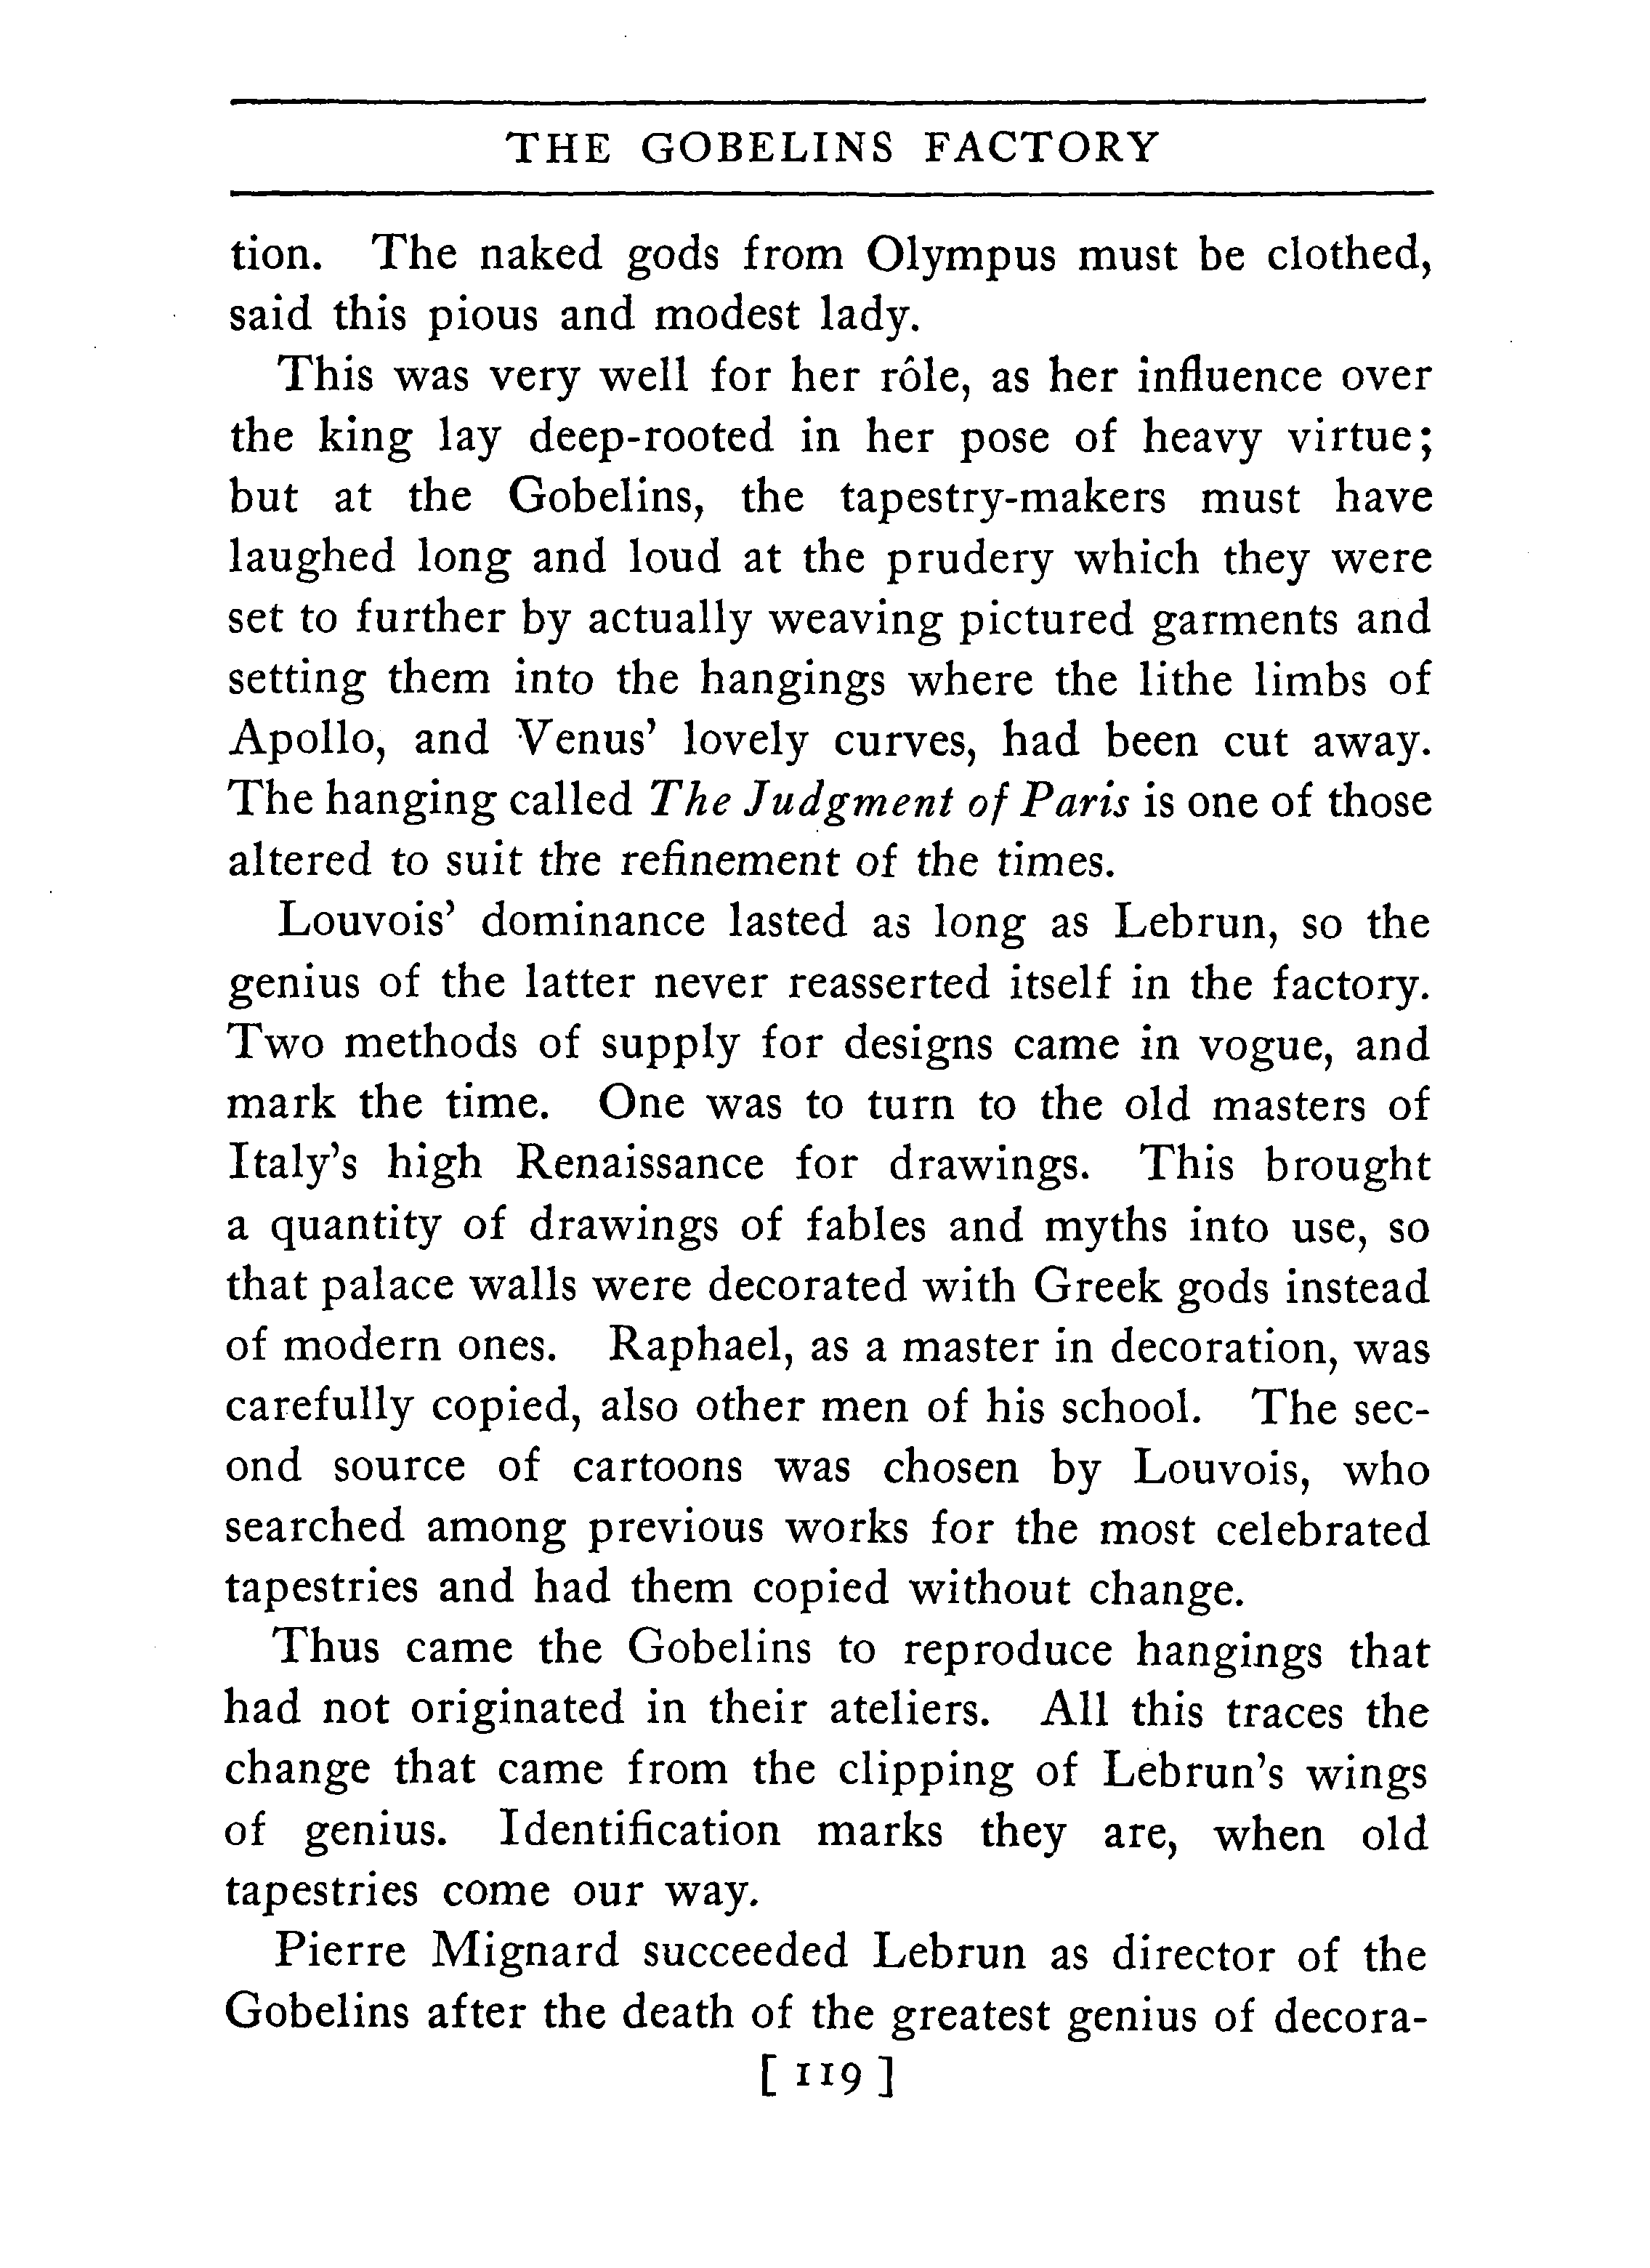 THE GOBELINS FACTORY
tion. The naked gods from Olympus must be clothed,
said this pious and modest lady.
This was very well for her rôle, as her influence over
the king lay deep-rooted in her pose of heavy virtue;
but at the Gobelins, the tapestry-makers must have
laughed long and loud at the prudery which they were
set to further by actually weaving pictured garments and
setting them into the hangings where the lithe limbs of
Apollo, and Venus’ lovely curves, had been cut away.
The hanging called The Judgment of Paris is one of those
altered to suit the refinement of the times.
Louvois’ dominance lasted as long as Lebrun, so the
genius of the latter never reasserted itself in the factory.
Two methods of supply for designs came in vogue, and
mark the time. One was to turn to the old masters of
Italy’s high Renaissance for drawings. This brought
a quantity of drawings of fables and myths into use, so
that palace walls were decorated with Greek gods instead
of modern ones. Raphael, as a master in decoration, was
carefully copied, also other men of his school. The sec-
ond source of cartoons was chosen by Louvois, who
searched among previous works for the most celebrated
tapestries and had them copied without change.
Thus came the Gobelins to reproduce hangings that
had not originated in their ateliers. All this traces the
change that came from the clipping of Lebrun’s wings
of genius. Identification marks they are, when old
tapestries come our way.
Pierre Mignard succeeded Lebrun as director of the
Gobelins after the death of the greatest genius of decora-
[ 119 ]